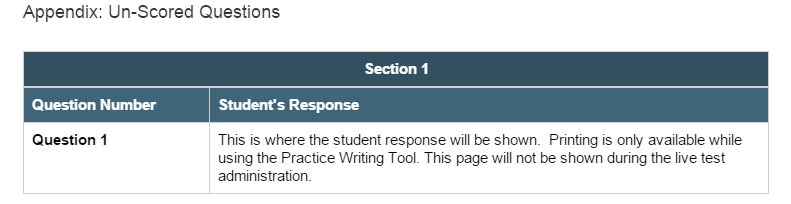 Appendix: Un-Scored Questions
Section 1
Question Number Student's Response
Question 1 This is where the student response will be shown.  Printing is only available while
using the Practice Writing Tool. This page will not be shown during the live test
administration.